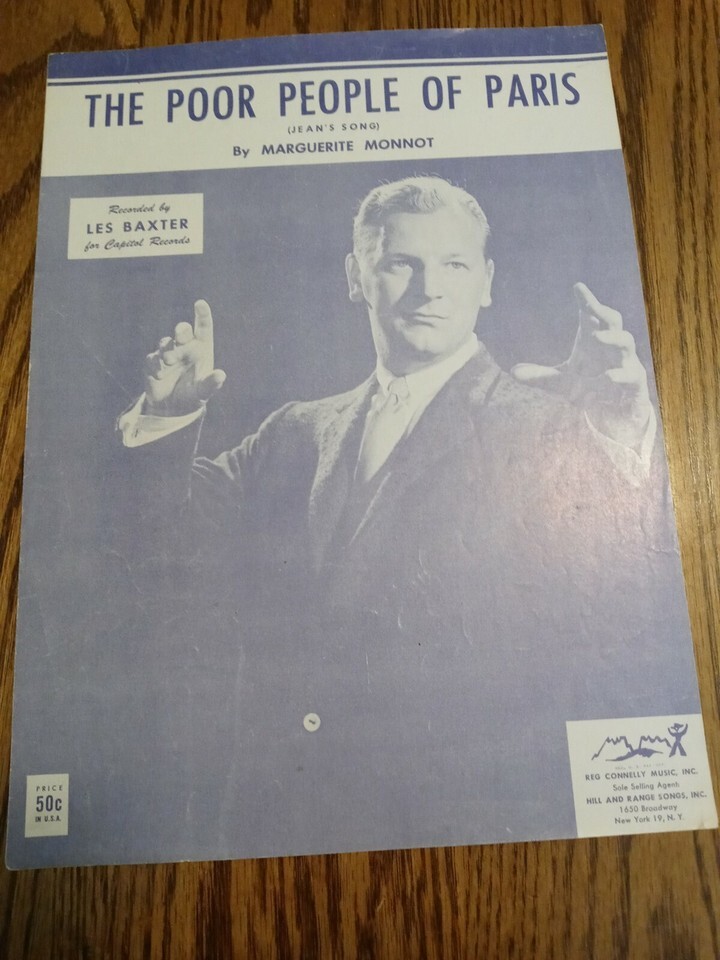 THE POOR PEOPLE OF PARIS
(JEAN'S SONG)
By MARGUERITE MONNOT
Recorded by
LES BAXTER
for Capitol Records
PRICE
50c
IN U.S.A.
REG CONNELLY MUSIC, INC.
Sole Selling Agent:
HILL AND RANGE SONGS, INC.
1650 Broadway
New York 19, N. Y.